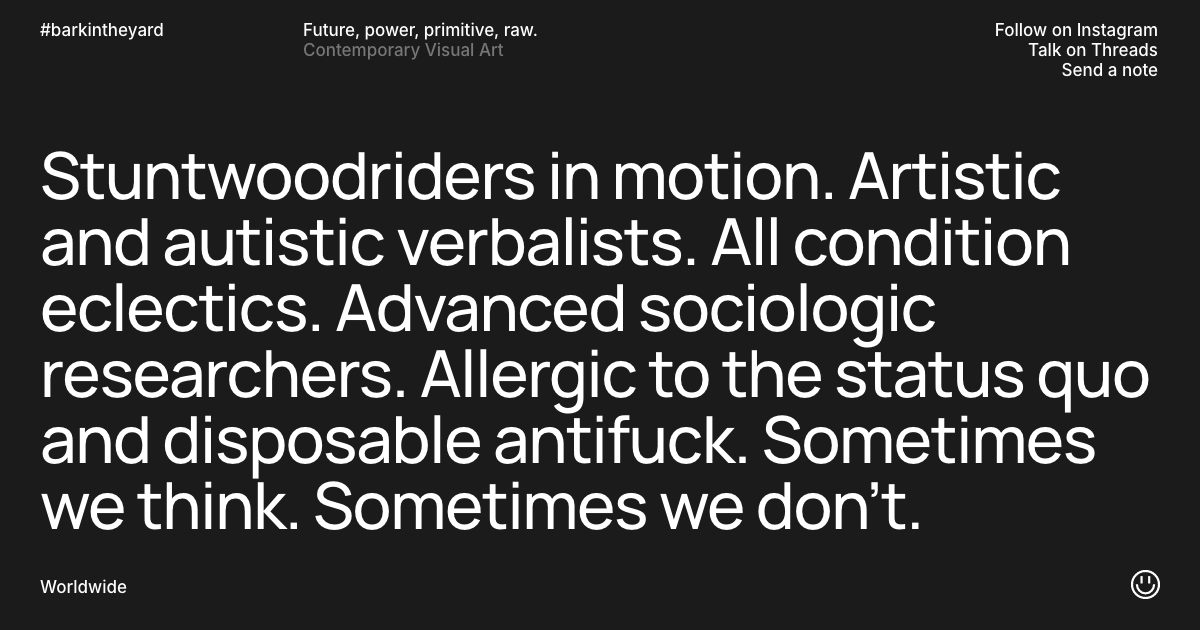 #barkintheyard
Future, power, primitive, raw.
Contemporary Visual Art
Follow on Instagram
Talk on Threads
Send a note
Stuntwoodriders in motion. Artistic
and autistic verbalists. All condition
eclectics. Advanced sociologic
researchers. Allergic to the status quo
and disposable antifuck. Sometimes
we think. Sometimes we don’t.
Worldwide